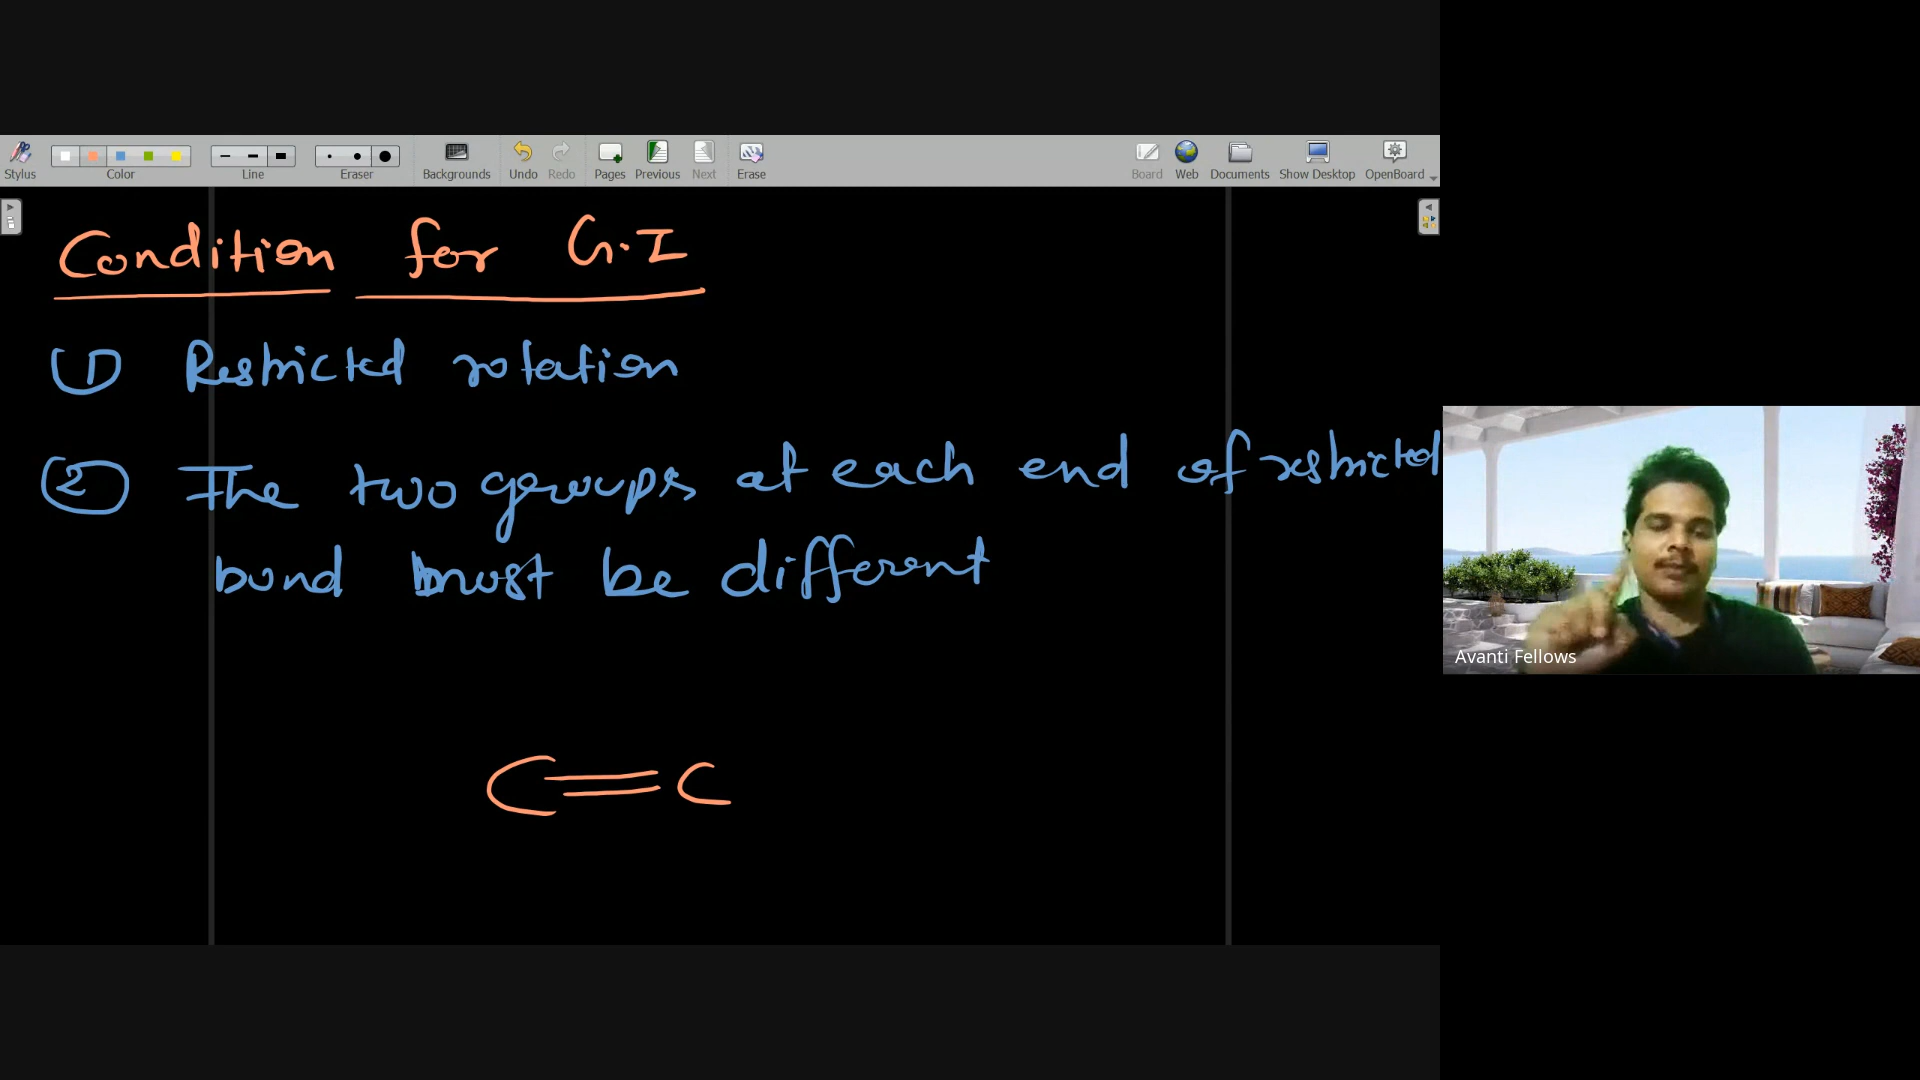 Stylus Color Line Eraser Backgrounds Undo Redo Pages Previous Next Erase Board Web Documents Show Desktop OpenBoard
Condition for G.I
① Restricted rotation
② The two groups at each end of restricted
bond must be different
C=C
Avanti Fellows